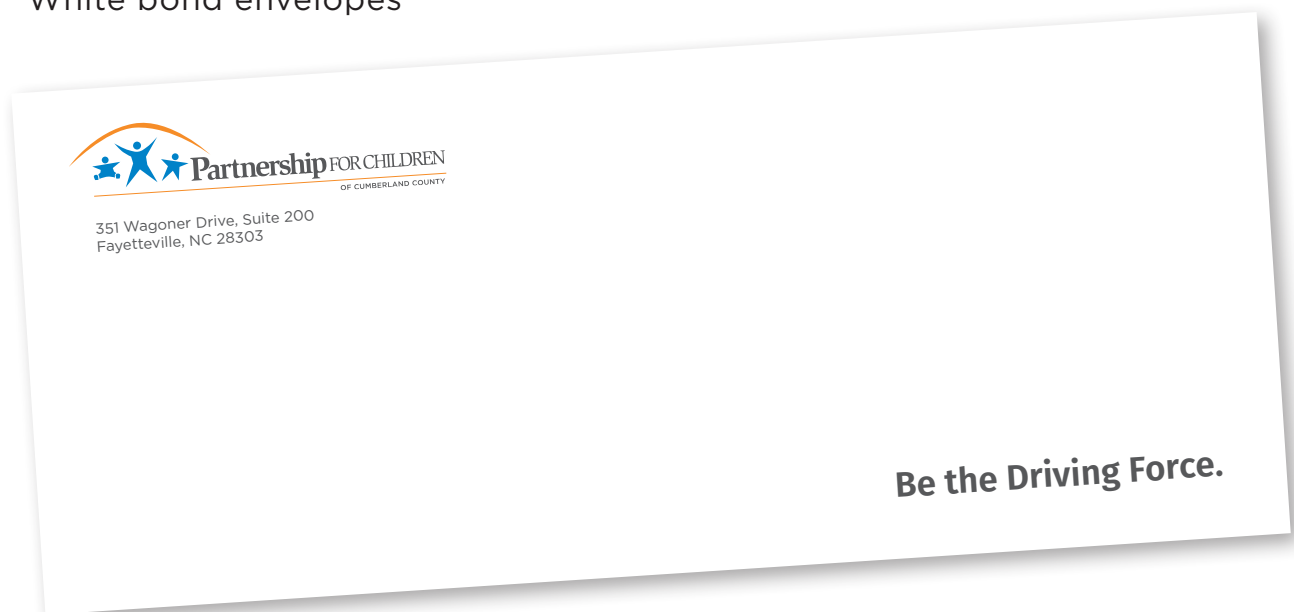 White bond envelopes
Partnership FOR CHILDREN
OF CUMBERLAND COUNTY
351 Wagoner Drive, Suite 200
Fayetteville, NC 28303
Be the Driving Force.